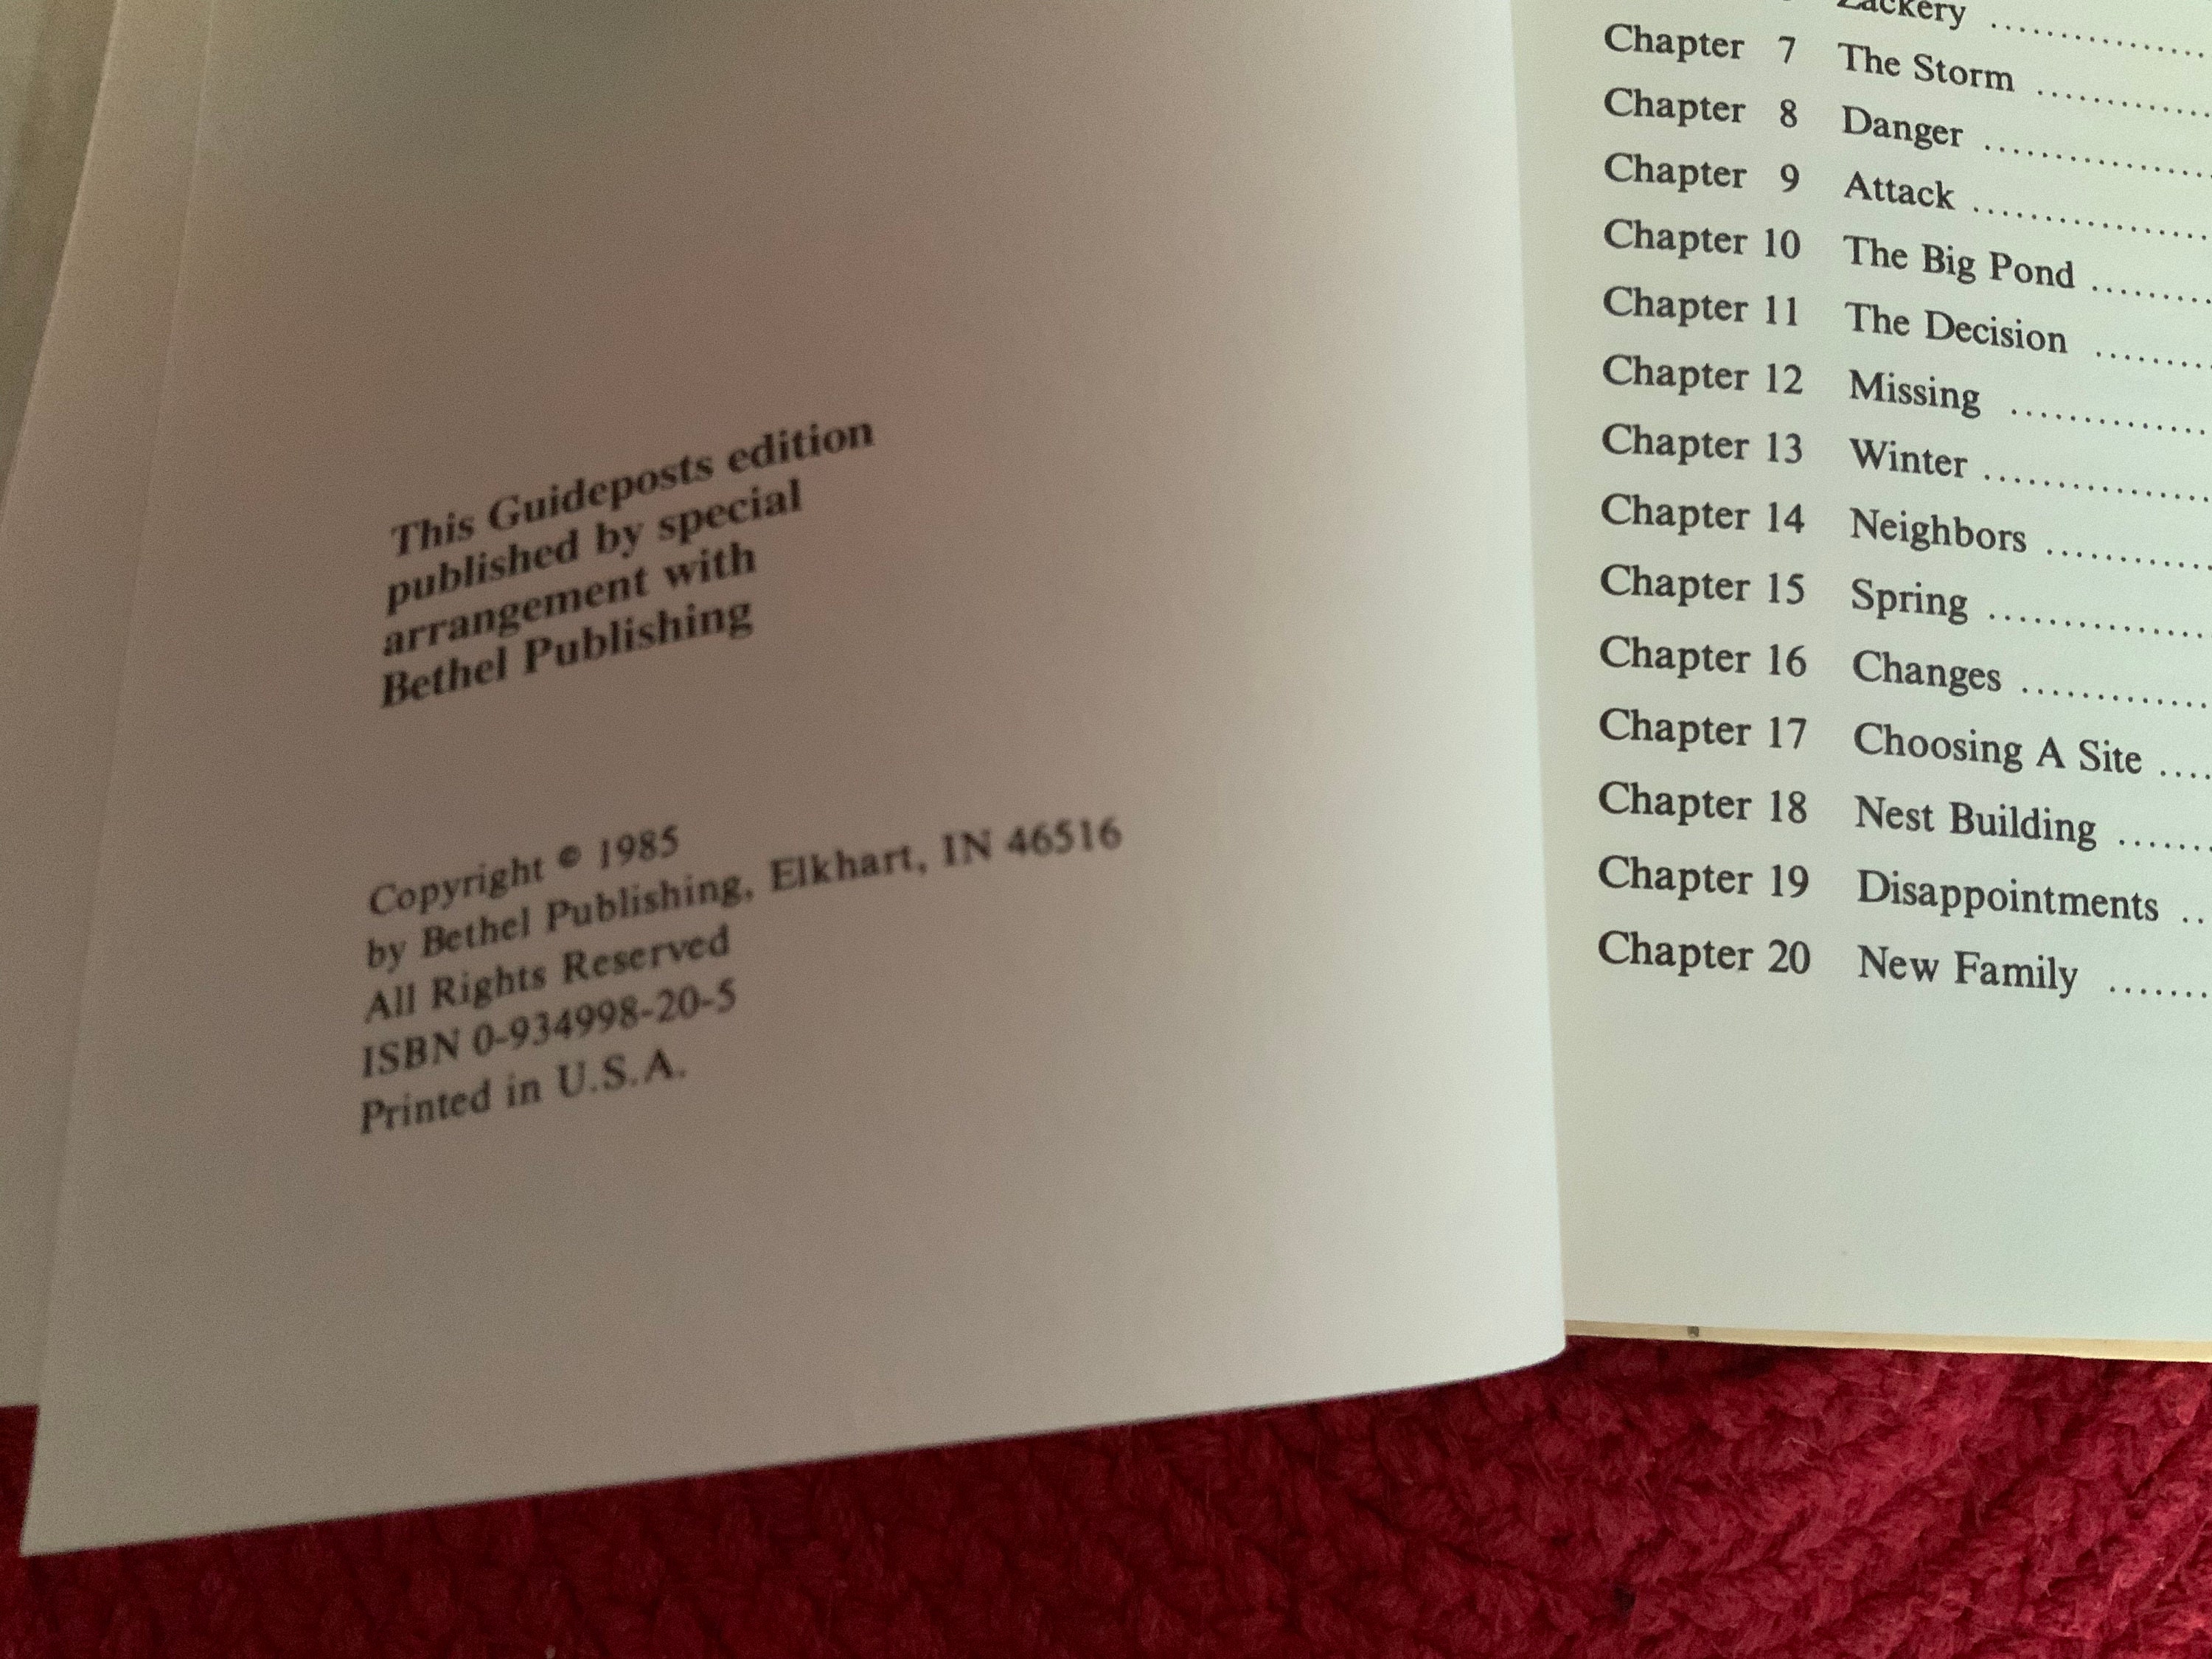 This Guideposts edition
published by special
arrangement with
Bethel Publishing
Copyright © 1985
by Bethel Publishing, Elkhart, IN 46516
All Rights Reserved
ISBN 0-934998-20-5
Printed in U.S.A.
Zackery ................
Chapter 7 The Storm ..............
Chapter 8 Danger .................
Chapter 9 Attack .................
Chapter 10 The Big Pond .........
Chapter 11 The Decision ........
Chapter 12 Missing ..............
Chapter 13 Winter ................
Chapter 14 Neighbors ............
Chapter 15 Spring ...............
Chapter 16 Changes .............
Chapter 17 Choosing A Site ....
Chapter 18 Nest Building .......
Chapter 19 Disappointments ..
Chapter 20 New Family .......